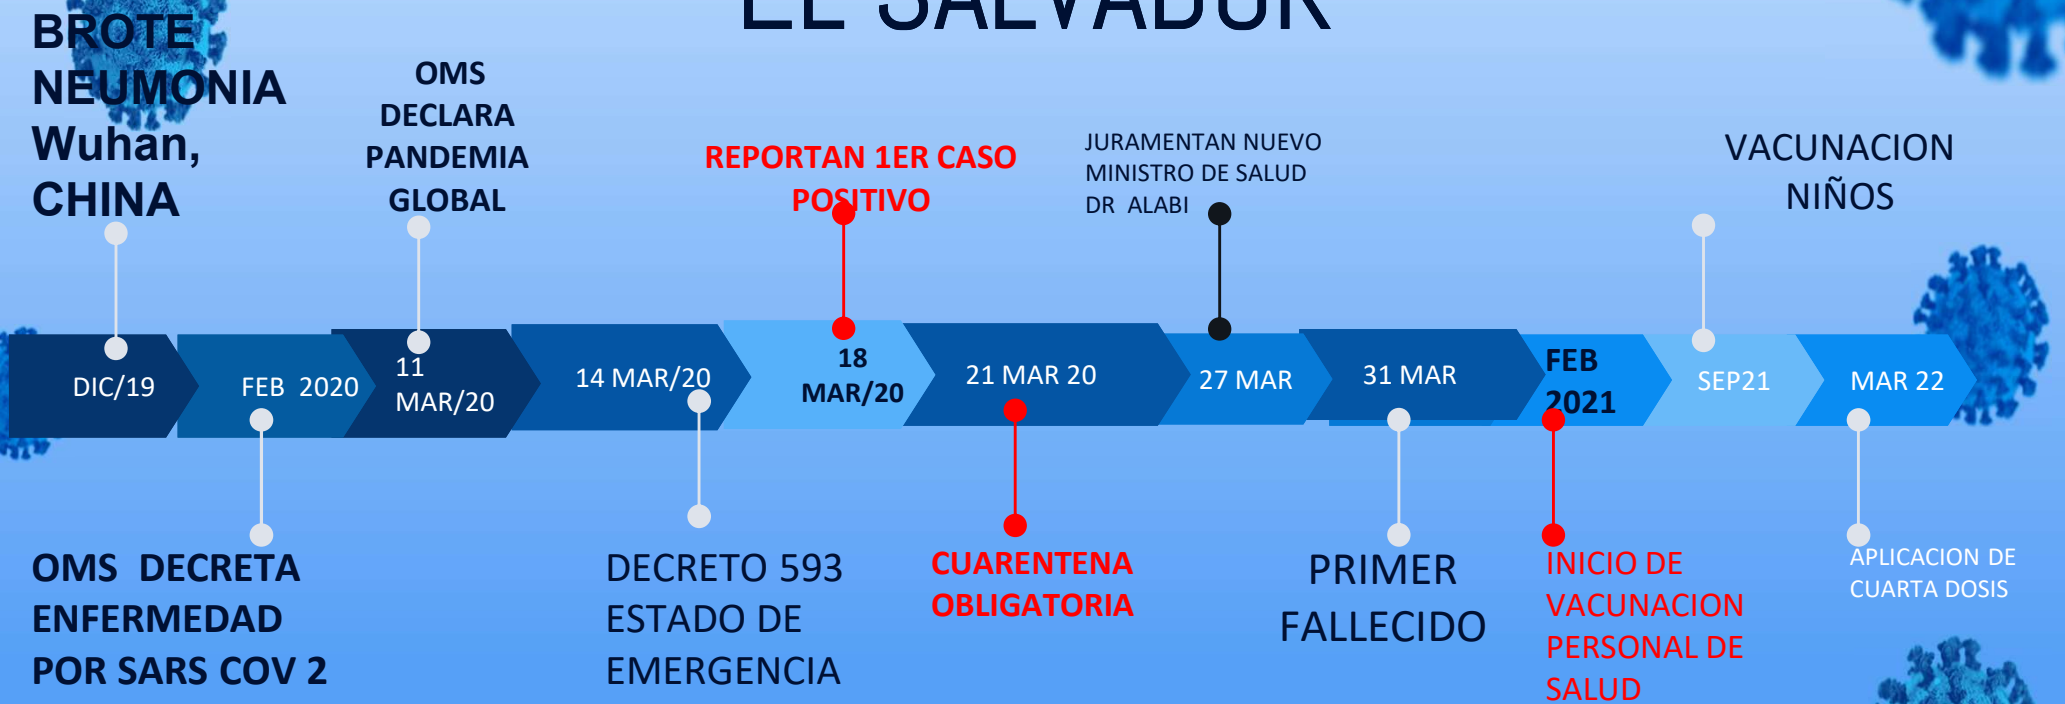 EL SALVADOR
BROTE
NEUMONIA
Wuhan,
CHINA
OMS
DECLARA
PANDEMIA
GLOBAL
REPORTAN 1ER CASO
POSITIVO
JURAMENTAN NUEVO
MINISTRO DE SALUD
DR ALABI
VACUNACION
NIÑOS
DIC/19
FEB 2020
11
MAR/20
14 MAR/20
18
MAR/20
21 MAR 20
27 MAR
31 MAR
FEB
2021
SEP21
MAR 22
OMS DECRETA
ENFERMEDAD
POR SARS COV 2
DECRETO 593
ESTADO DE
EMERGENCIA
CUARENTENA
OBLIGATORIA
PRIMER
FALLECIDO
INICIO DE
VACUNACION
PERSONAL DE
SALUD
APLICACION DE
CUARTA DOSIS